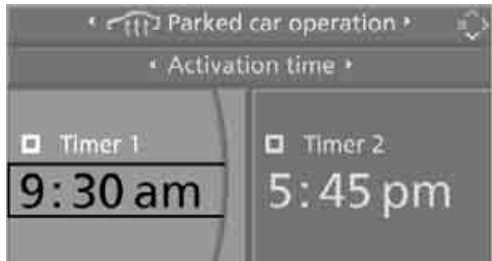 Parked car operation
Activation time
Timer 1
Timer 2
9:30 am
5:45 pm